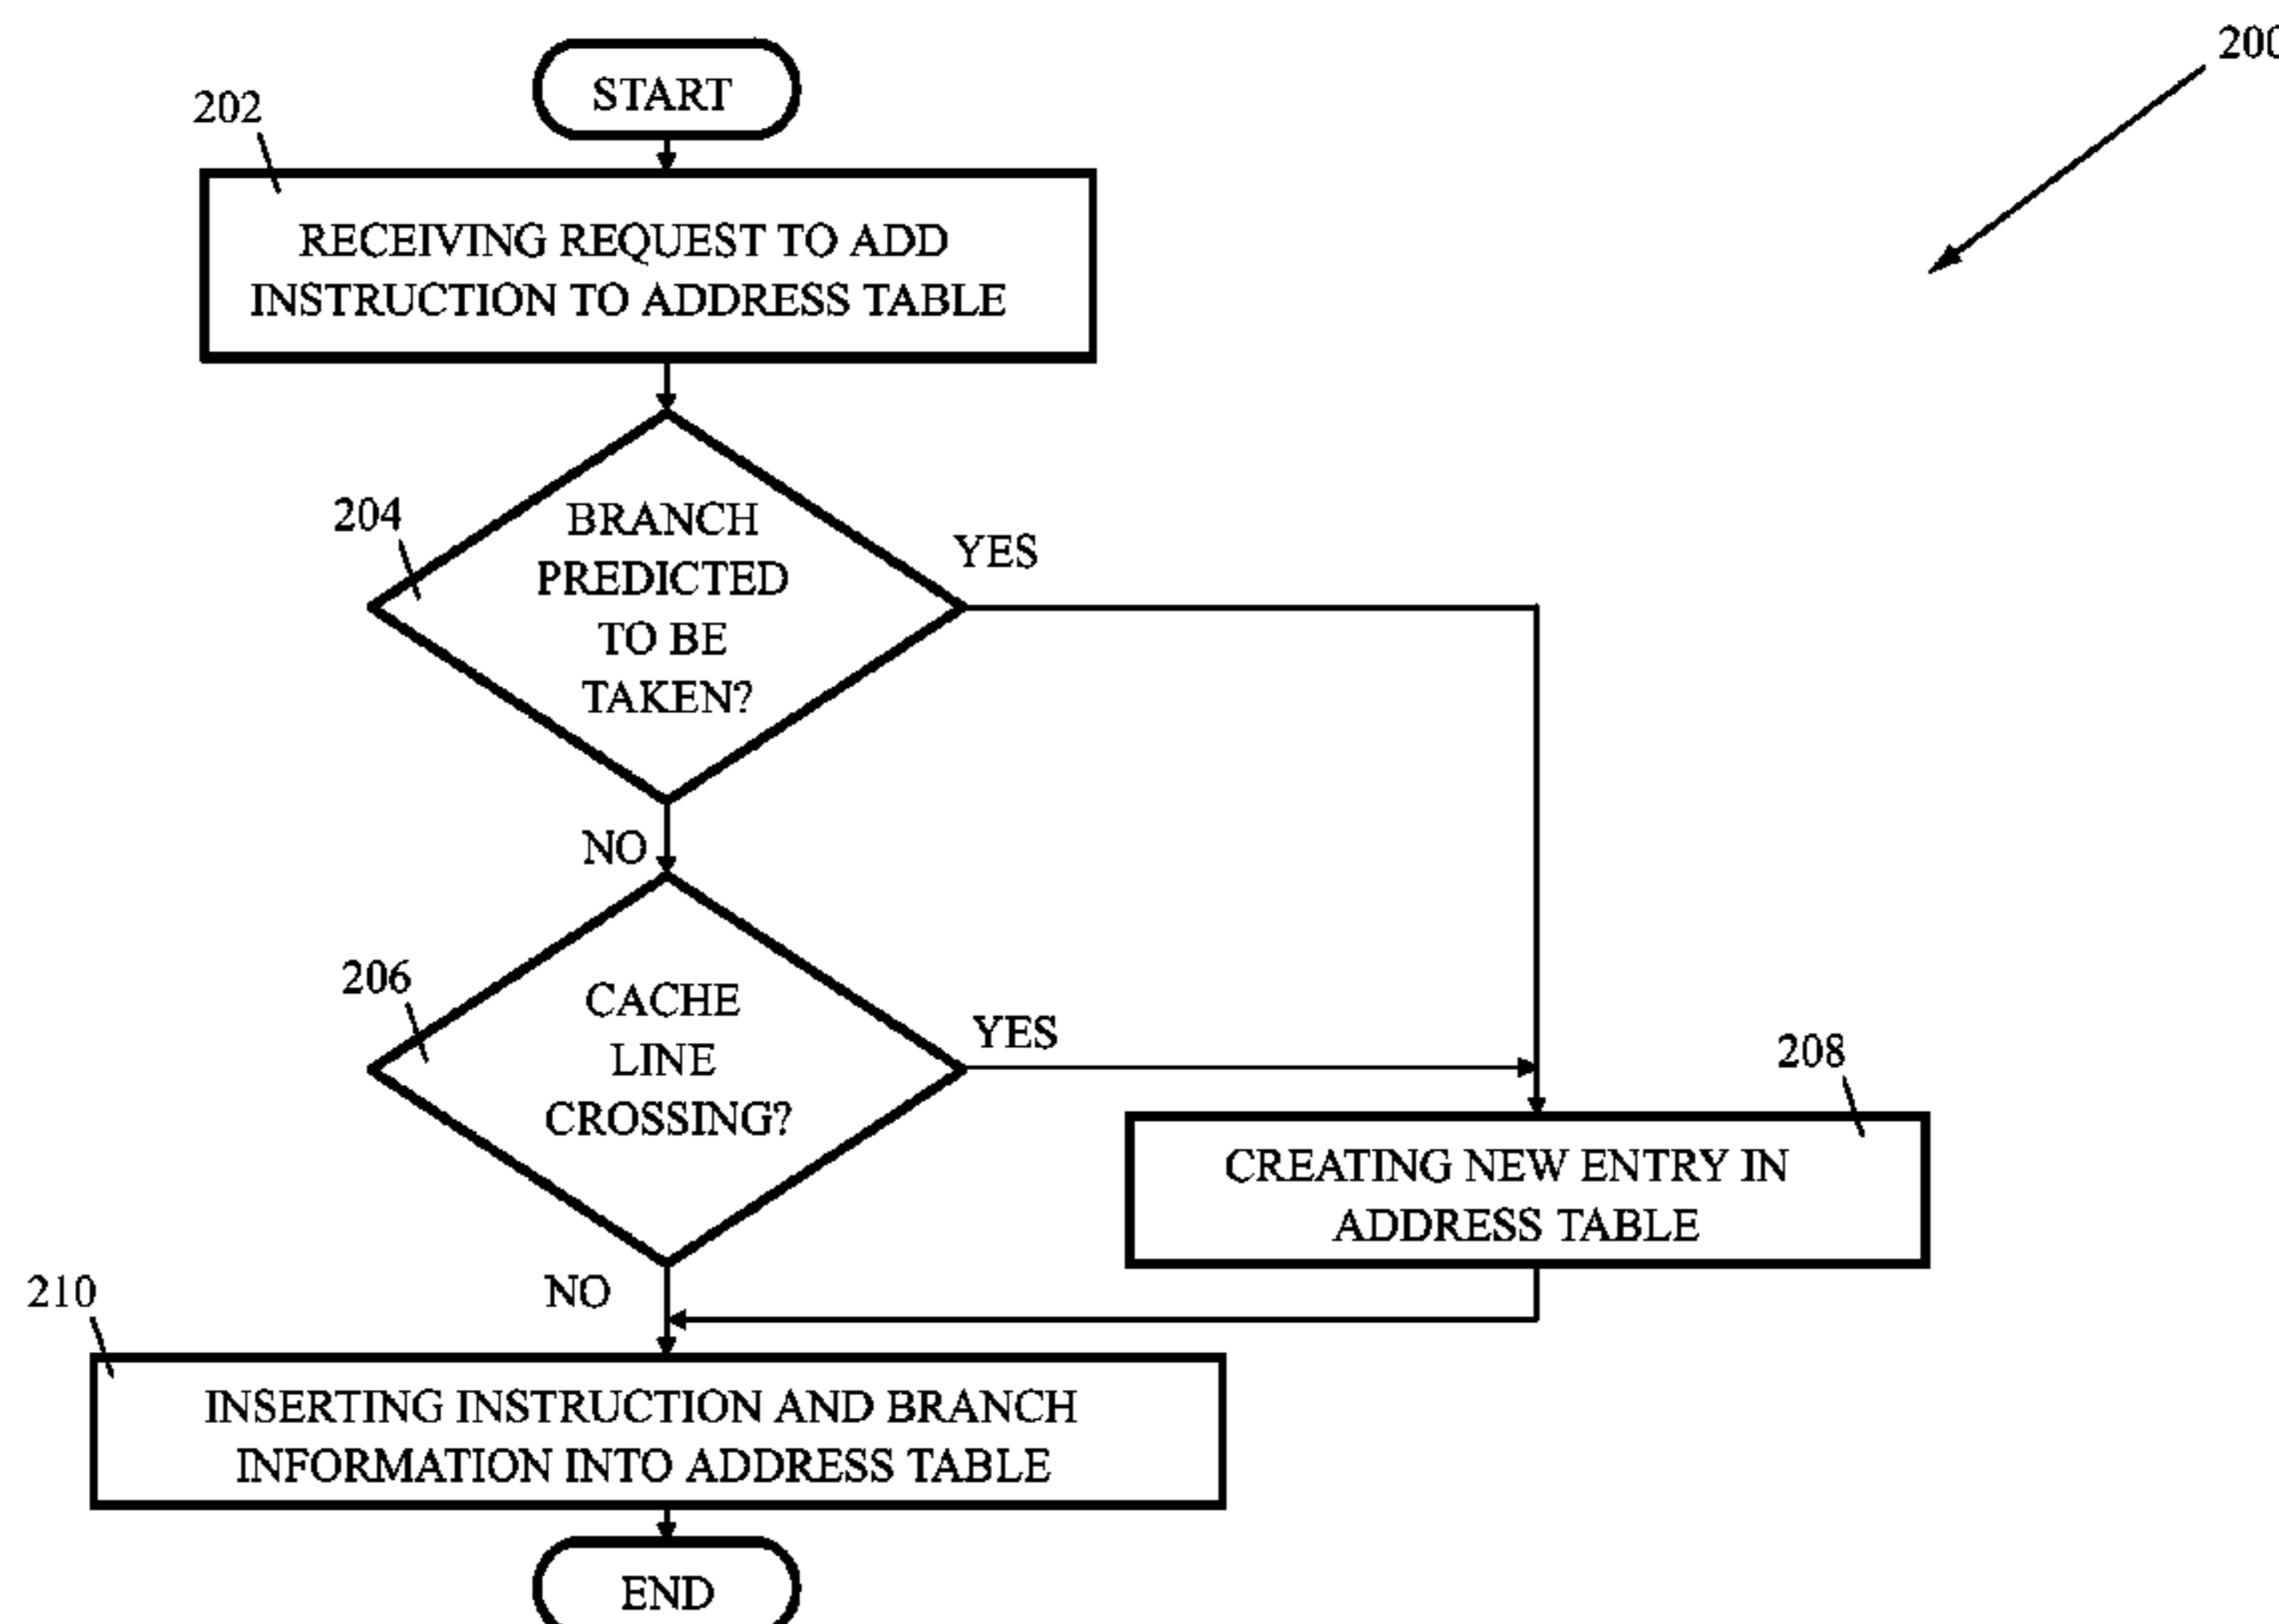 200
START
202
RECEIVING REQUEST TO ADD
INSTRUCTION TO ADDRESS TABLE
204
BRANCH
PREDICTED
TO BE
TAKEN?
YES
NO
206
CACHE
LINE
CROSSING?
YES
208
CREATING NEW ENTRY IN
ADDRESS TABLE
NO
210
INSERTING INSTRUCTION AND BRANCH
INFORMATION INTO ADDRESS TABLE
END